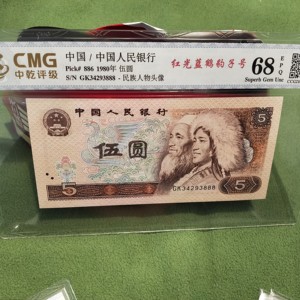 CMG
中乾评级
中国 / 中国人民银行
Pick# 886 1980年 伍圆
S/N GK34293888 - 民族人物头像
红光蓝鹅豹子号
68
EPQ
Superb Gem Unc
中国人民银行
5
伍圆
GK34293888
5
5